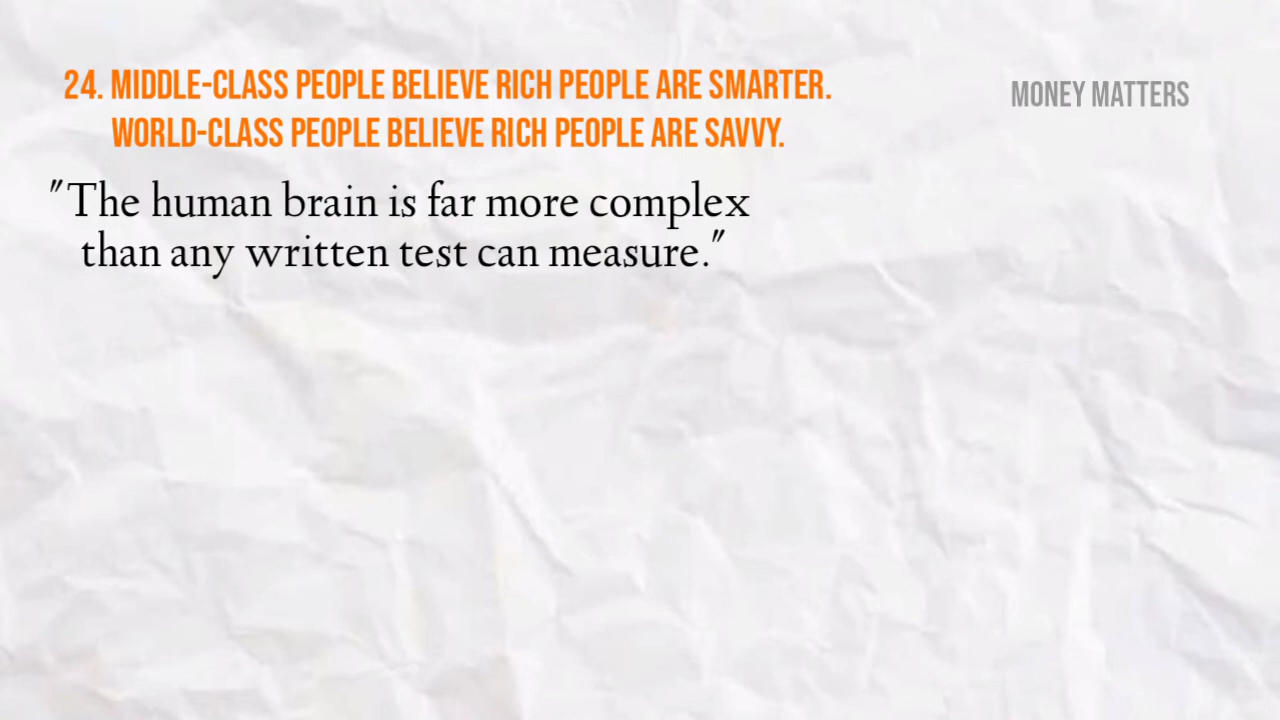 24. MIDDLE-CLASS PEOPLE BELIEVE RICH PEOPLE ARE SMARTER.
WORLD-CLASS PEOPLE BELIEVE RICH PEOPLE ARE SAVVY.
MONEY MATTERS
"The human brain is far more complex
than any written test can measure."